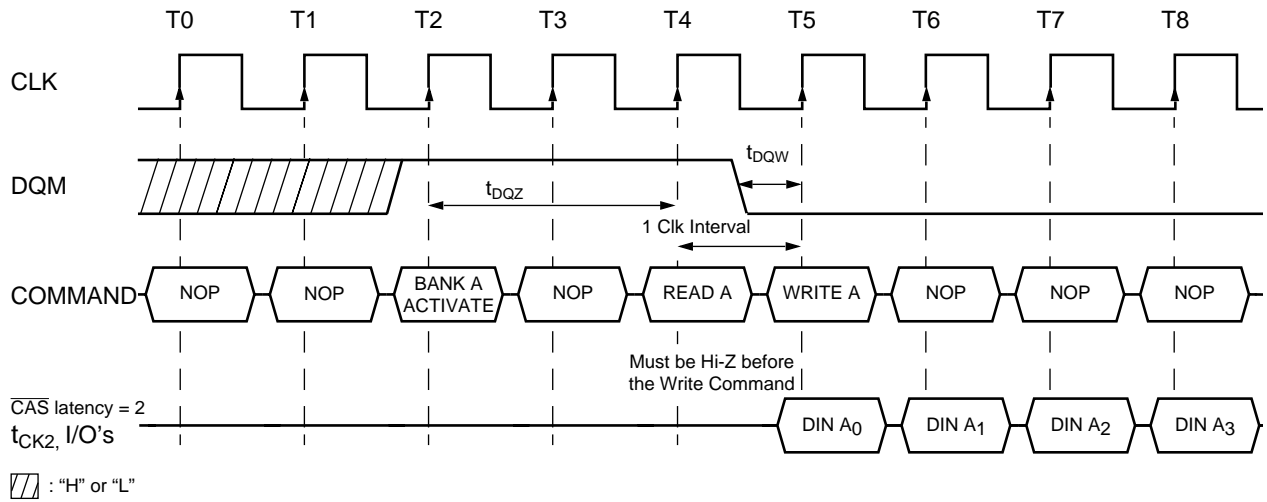 T0 T1 T2 T3 T4 T5 T6 T7 T8
CLK
tDQW
DQM
tDQZ
1 Clk Interval
COMMAND NOP NOP BANK A ACTIVATE NOP READ A WRITE A NOP NOP NOP
Must be Hi-Z before
the Write Command
CAS latency = 2
tCK2, I/O's DIN A0 DIN A1 DIN A2 DIN A3
: “H” or “L”